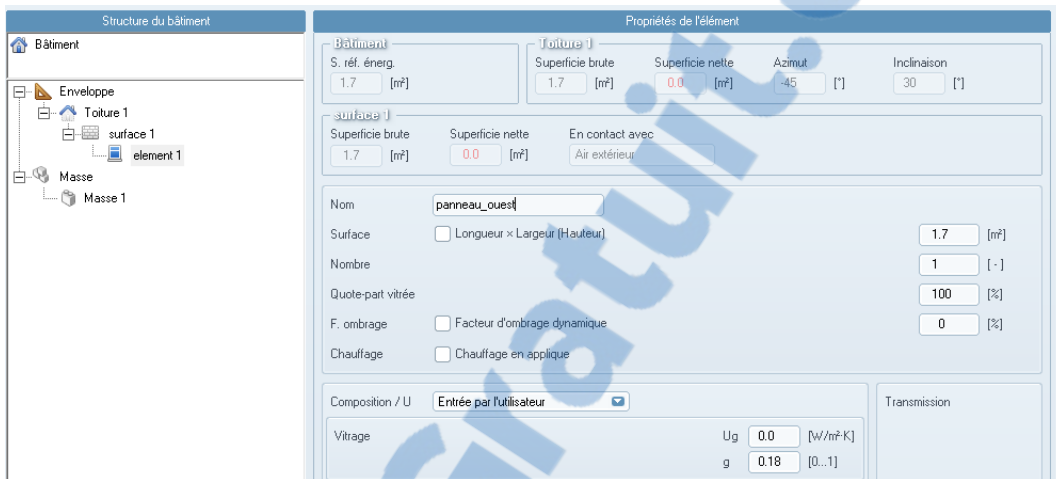 Structure du bâtiment
Bâtiment
Enveloppe
Toiture 1
surface 1
element 1
Masse
Masse 1
Propriétés de l'élément
Bâtiment
S. réf. énerg.
1.7 [m²]
Toiture 1
Superficie brute Superficie nette Azimut Inclinaison
1.7 [m²] 0.0 [m²] -45 [°] 30 [°]
surface 1
Superficie brute Superficie nette En contact avec
1.7 [m²] 0.0 [m²] Air extérieur
Nom panneau_ouest
Surface Longueur × Largeur (Hauteur) 1.7 [m²]
Nombre 1 [ - ]
Quote-part vitrée 100 [%]
F. ombrage Facteur d'ombrage dynamique 0 [%]
Chauffage Chauffage en applique
Composition / U Entrée par l'utilisateur
Transmission
Vitrage Ug 0.0 [W/m²·K]
g 0.18 [0...1]
Gratuit.